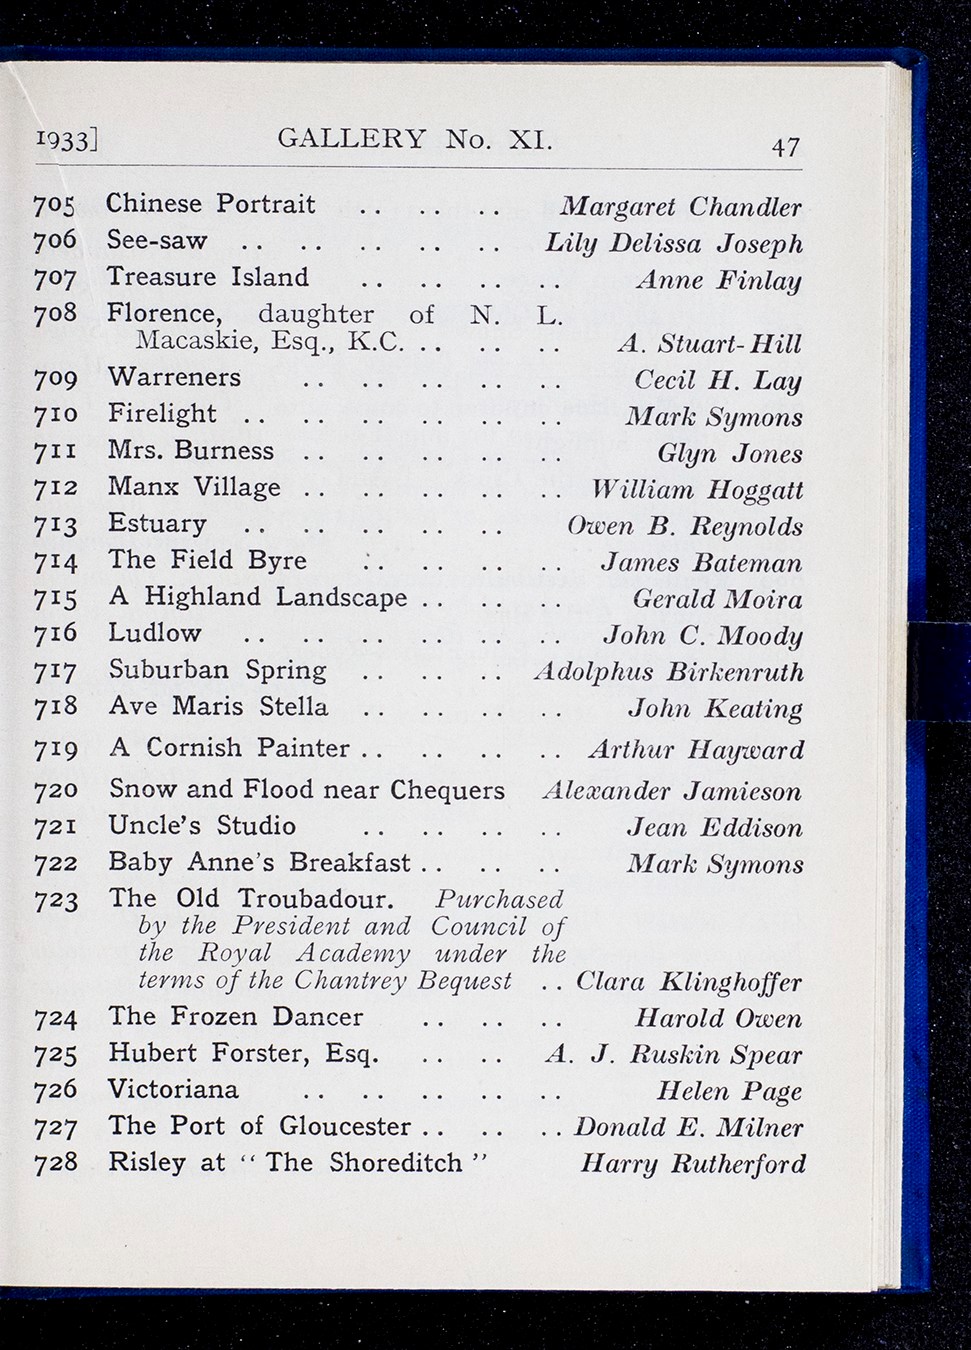 1933] GALLERY No. XI. 47
705 Chinese Portrait .. .. .. Margaret Chandler
706 See-saw .. .. .. .. .. Lily Delissa Joseph
707 Treasure Island .. .. .. .. Anne Finlay
708 Florence, daughter of N. L.
Macaskie, Esq., K.C. .. .. .. A. Stuart-Hill
709 Warreners .. .. .. .. .. Cecil H. Lay
710 Firelight .. .. .. .. .. .. Mark Symons
711 Mrs. Burness .. .. .. .. .. Glyn Jones
712 Manx Village .. .. .. .. .. William Hoggatt
713 Estuary .. .. .. .. .. Owen B. Reynolds
714 The Field Byre .. .. .. .. James Bateman
715 A Highland Landscape .. .. .. Gerald Moira
716 Ludlow .. .. .. .. .. .. John C. Moody
717 Suburban Spring .. .. .. Adolphus Birkenruth
718 Ave Maris Stella .. .. .. .. John Keating
719 A Cornish Painter .. .. .. .. Arthur Hayward
720 Snow and Flood near Chequers Alexander Jamieson
721 Uncle's Studio .. .. .. .. Jean Eddison
722 Baby Anne's Breakfast .. .. .. Mark Symons
723 The Old Troubadour. Purchased
by the President and Council of
the Royal Academy under the
terms of the Chantrey Bequest .. Clara Klinghoffer
724 The Frozen Dancer .. .. .. Harold Owen
725 Hubert Forster, Esq. .. .. A. J. Ruskin Spear
726 Victoriana .. .. .. .. .. Helen Page
727 The Port of Gloucester .. .. .. Donald E. Milner
728 Risley at "The Shoreditch" Harry Rutherford